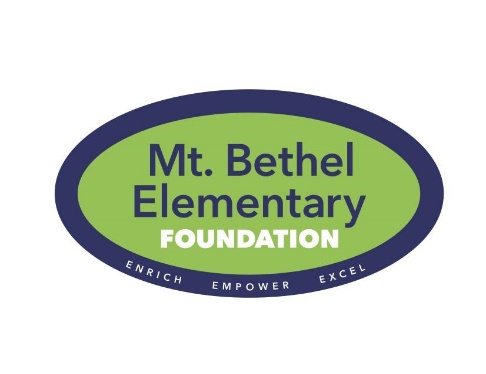 Mt. Bethel
Elementary
FOUNDATION
ENRICH EMPOWER EXCEL